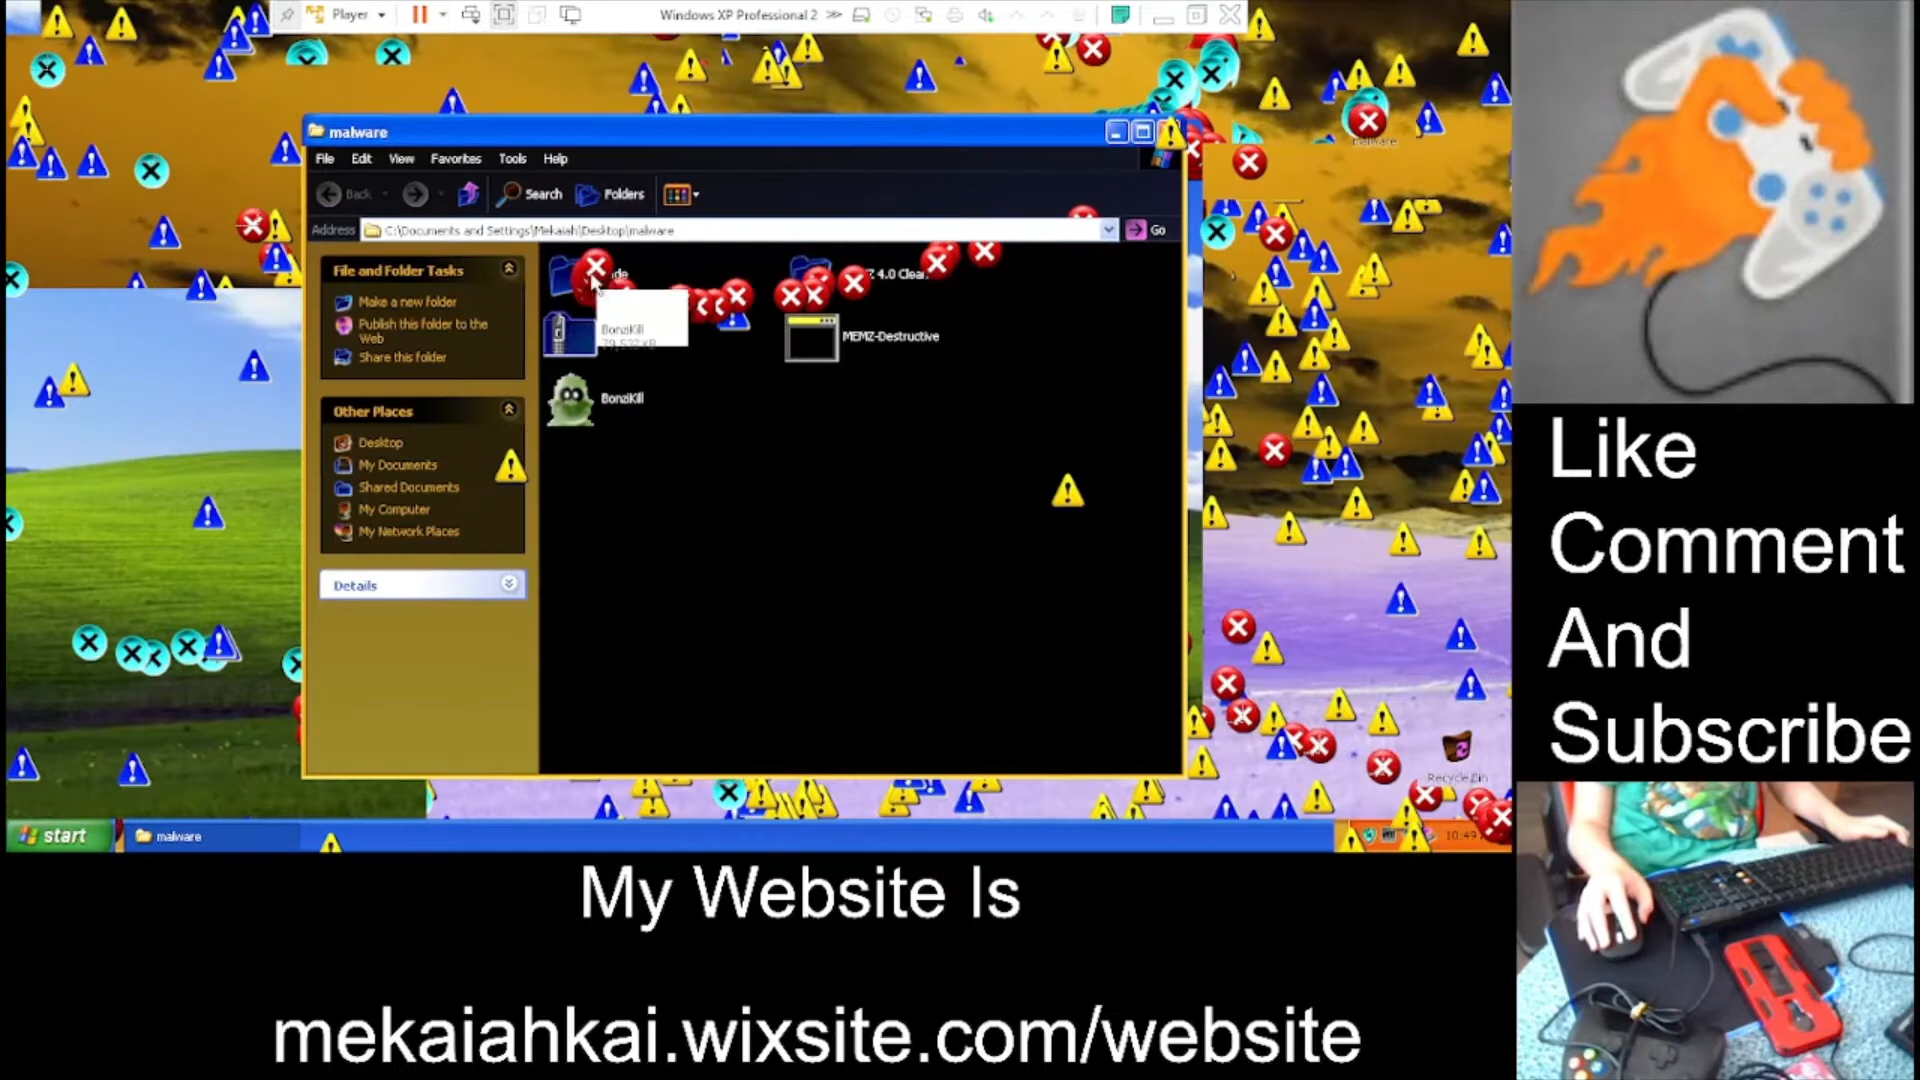 Player
Windows XP Professional 2
malware
File Edit View Favorites Tools Help
Back Search Folders
Address C:\Documents and Settings\Mekaiah\Desktop\malware Go
File and Folder Tasks
Make a new folder
Publish this folder to the
Web
Share this folder
Other Places
Desktop
My Documents
Shared Documents
My Computer
My Network Places
Details
BonziKill
MEMZ-Destructive
BonziKill
malware
Recycle Bin
start malware
Like
Comment
And
Subscribe
My Website Is
mekaiahkai.wixsite.com/website